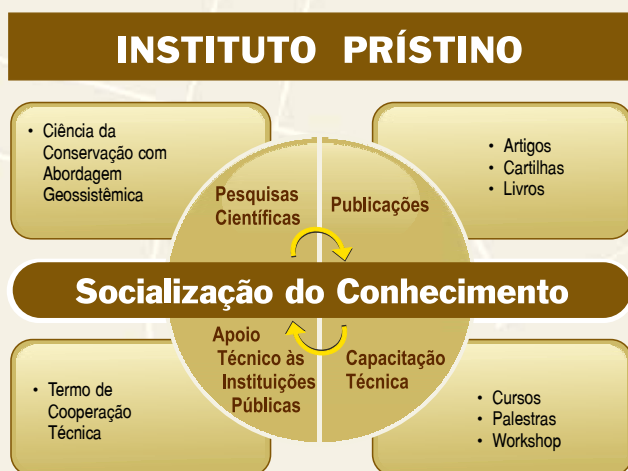 INSTITUTO PRÍSTINO
• Ciência da
Conservação com
Abordagem
Geossistêmica
• Artigos
• Cartilhas
• Livros
Pesquisas
Científicas
Publicações
Socialização do Conhecimento
Apoio
Técnico às
Instituições
Públicas
Capacitação
Técnica
• Termo de
Cooperação
Técnica
• Cursos
• Palestras
• Workshop